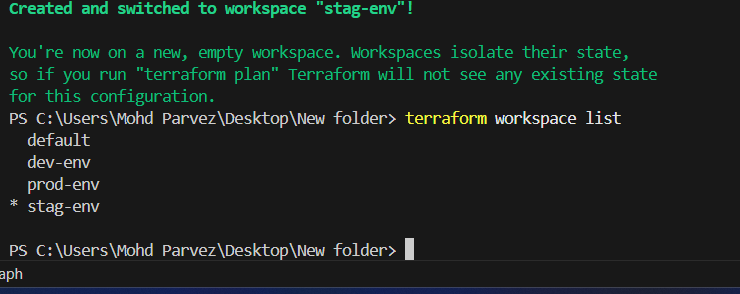 Created and switched to workspace "stag-env"!
You're now on a new, empty workspace. Workspaces isolate their state,
so if you run "terraform plan" Terraform will not see any existing state
for this configuration.
PS C:\Users\Mohd Parvez\Desktop\New folder> terraform workspace list
  default
  dev-env
  prod-env
* stag-env
PS C:\Users\Mohd Parvez\Desktop\New folder>
aph